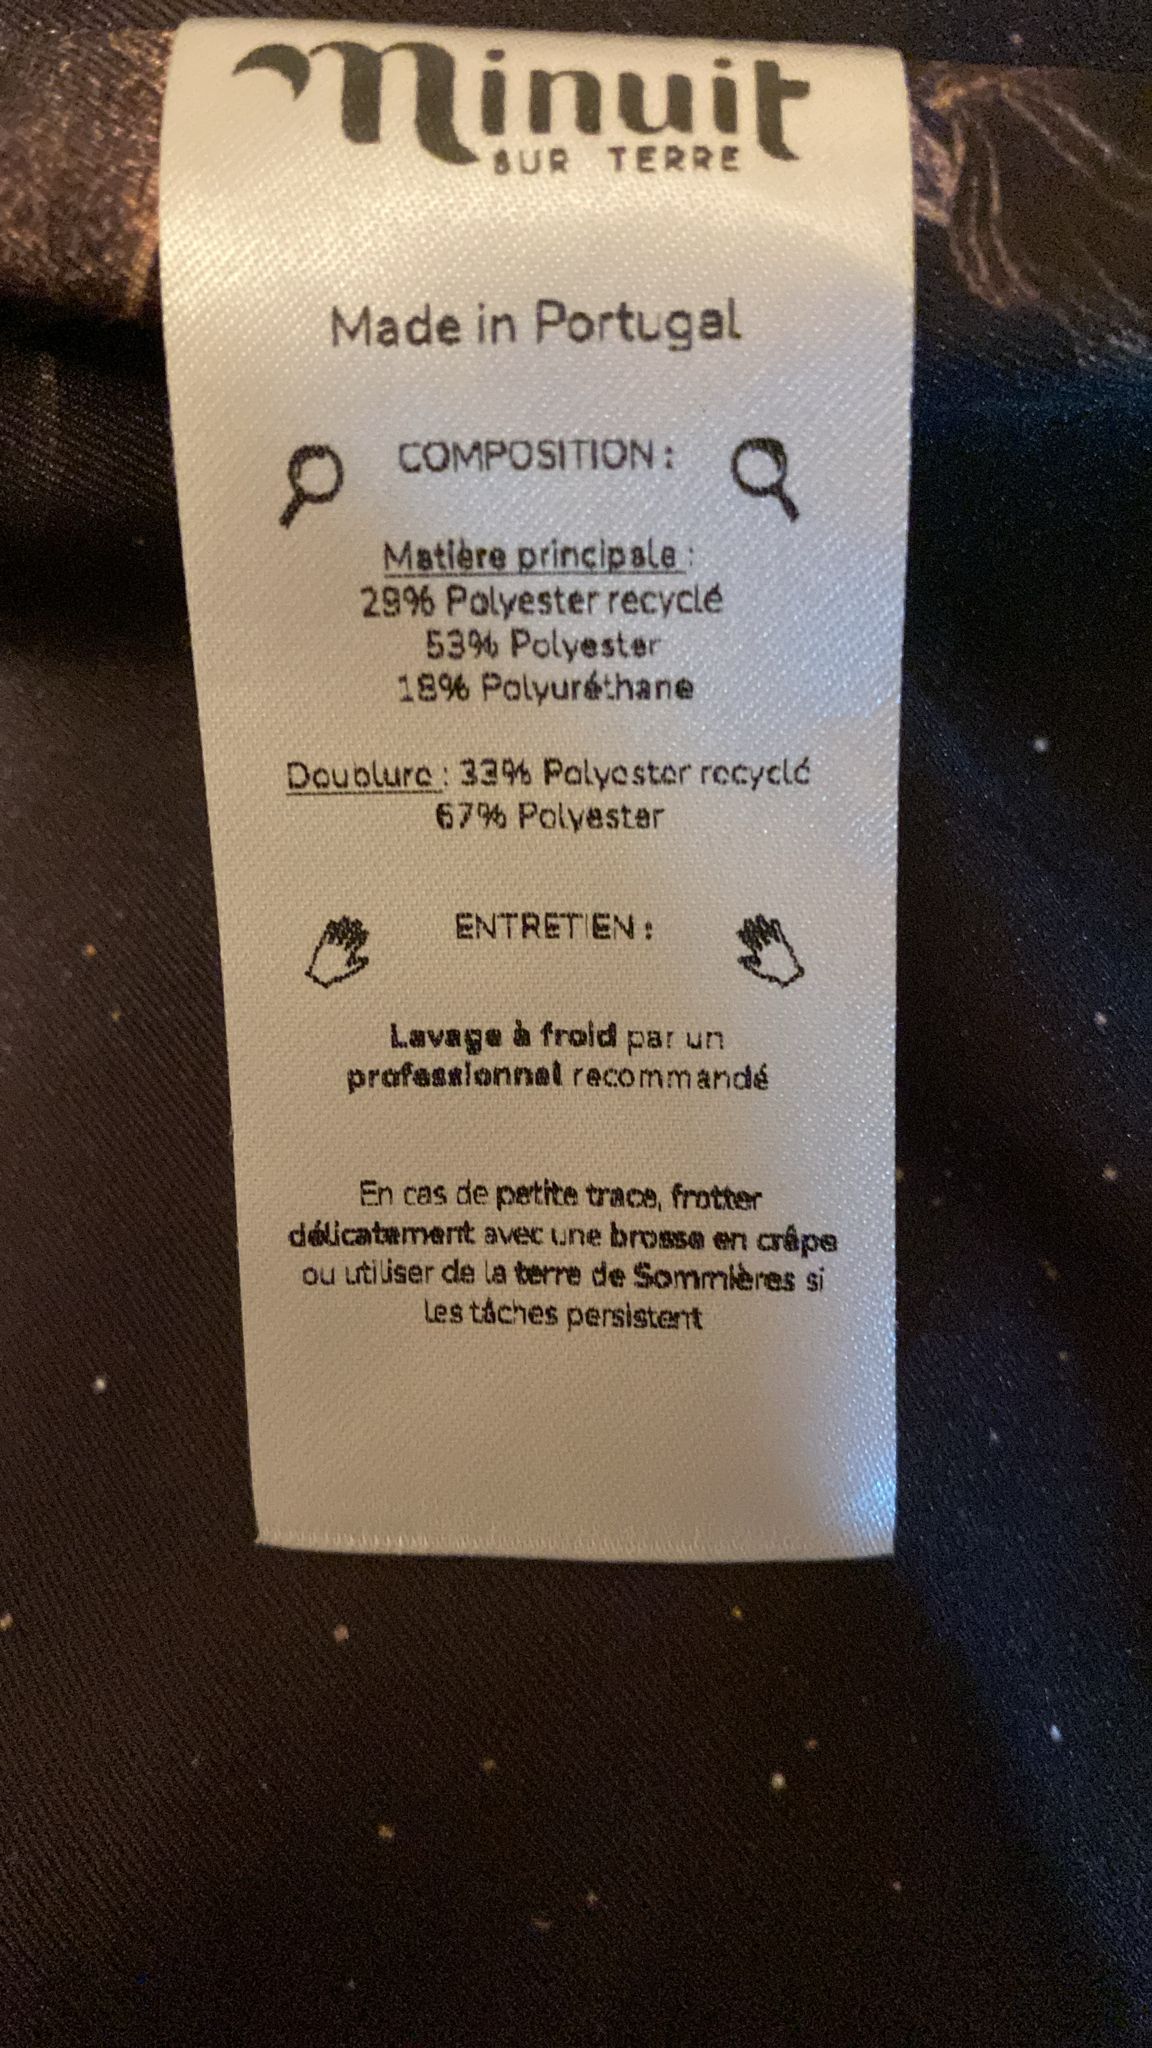 Minuit
SUR TERRE
Made in Portugal
COMPOSITION :
Matière principale :
29% Polyester recyclé
53% Polyester
18% Polyuréthane
Doublure : 33% Polyester recyclé
67% Polyester
ENTRETIEN :
Lavage à froid par un
professionnel recommandé
En cas de petite trace, frotter
délicatement avec une brosse en crêpe
ou utiliser de la terre de Sommières si
les tâches persistent